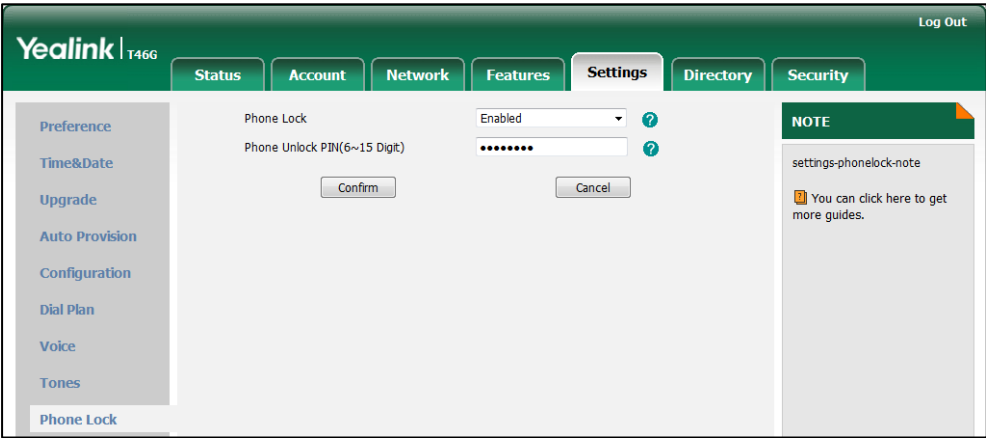 Log Out
Yealink T46G
Status Account Network Features Settings Directory Security
Preference
Time&Date
Upgrade
Auto Provision
Configuration
Dial Plan
Voice
Tones
Phone Lock
Phone Lock Enabled ?
Phone Unlock PIN(6~15 Digit) •••••••• ?
Confirm Cancel
NOTE
settings-phonelock-note
? You can click here to get
more guides.